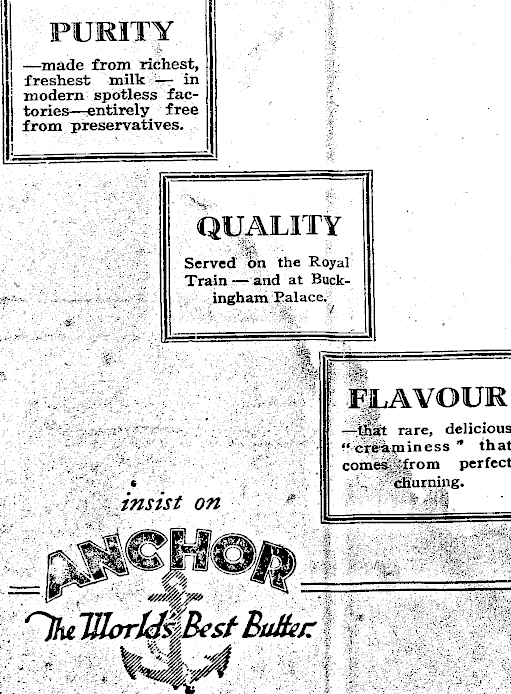 PURITY
—made from richest,
freshest milk — in
modern spotless fac-
tories—entirely free
from preservatives.
QUALITY
Served on the Royal
Train — and at Buck-
ingham Palace.
FLAVOUR
—that rare, delicious
“creaminess” that
comes from perfect
churning.
insist on
ANCHOR
The World's Best Butter.